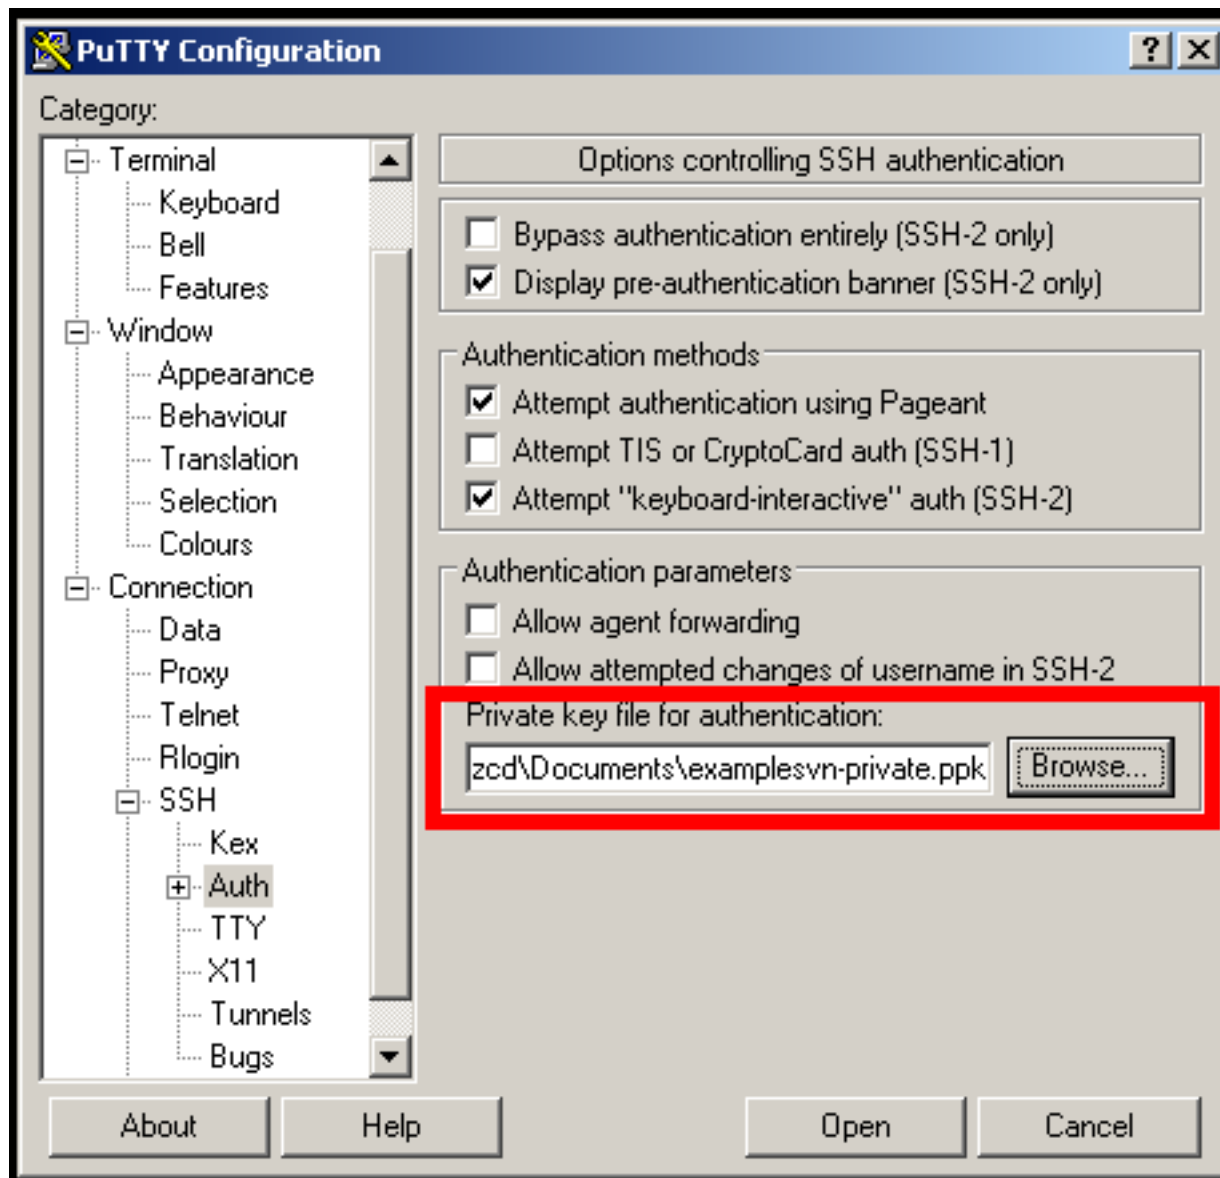 PuTTY Configuration
Category:
Terminal
Keyboard
Bell
Features
Window
Appearance
Behaviour
Translation
Selection
Colours
Connection
Data
Proxy
Telnet
Rlogin
SSH
Kex
Auth
TTY
X11
Tunnels
Bugs
Options controlling SSH authentication
Bypass authentication entirely (SSH-2 only)
Display pre-authentication banner (SSH-2 only)
Authentication methods
Attempt authentication using Pageant
Attempt TIS or CryptoCard auth (SSH-1)
Attempt "keyboard-interactive" auth (SSH-2)
Authentication parameters
Allow agent forwarding
Allow attempted changes of username in SSH-2
Private key file for authentication:
zcd\Documents\examplesvn-private.ppk
Browse...
About
Help
Open
Cancel